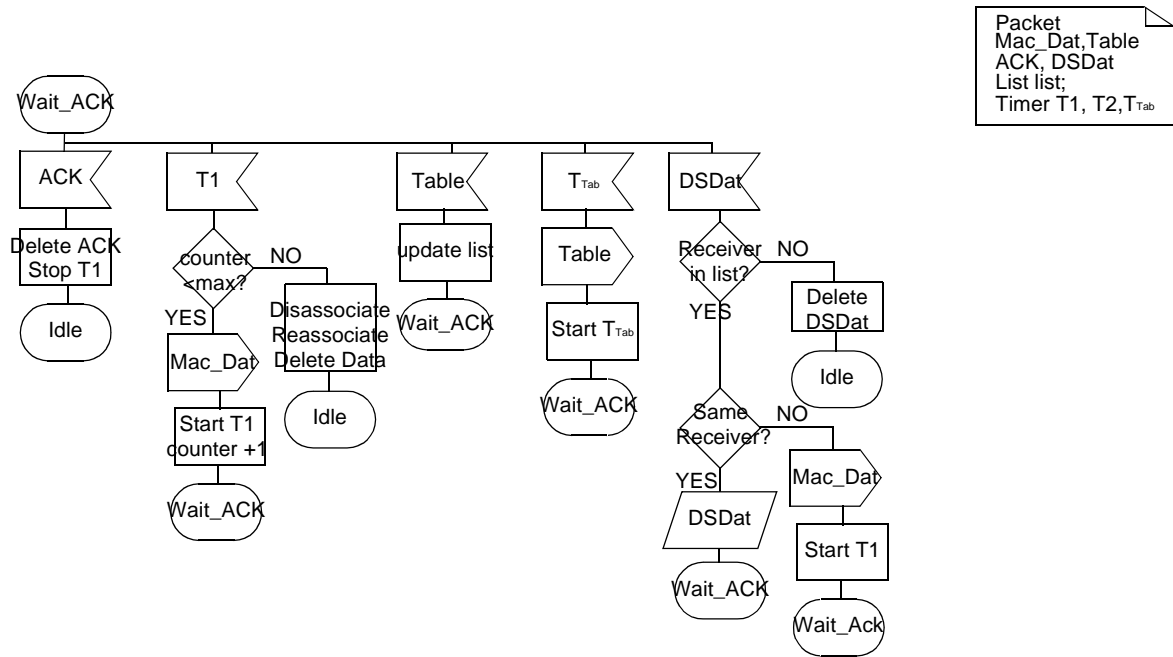 Packet
Mac_Dat,Table
ACK, DSDat
List list;
Timer T1, T2,TTab
Wait_ACK
ACK
Delete ACK
Stop T1
Idle
T1
counter
<max?
NO
YES
Disassociate
Reassociate
Delete Data
Idle
Mac_Dat
Start T1
counter +1
Wait_ACK
Table
update list
Wait_ACK
TTab
Table
Start TTab
Wait_ACK
DSDat
Receiver
in list?
NO
YES
Delete
DSDat
Idle
Same
Receiver?
NO
YES
DSDat
Wait_ACK
Mac_Dat
Start T1
Wait_Ack